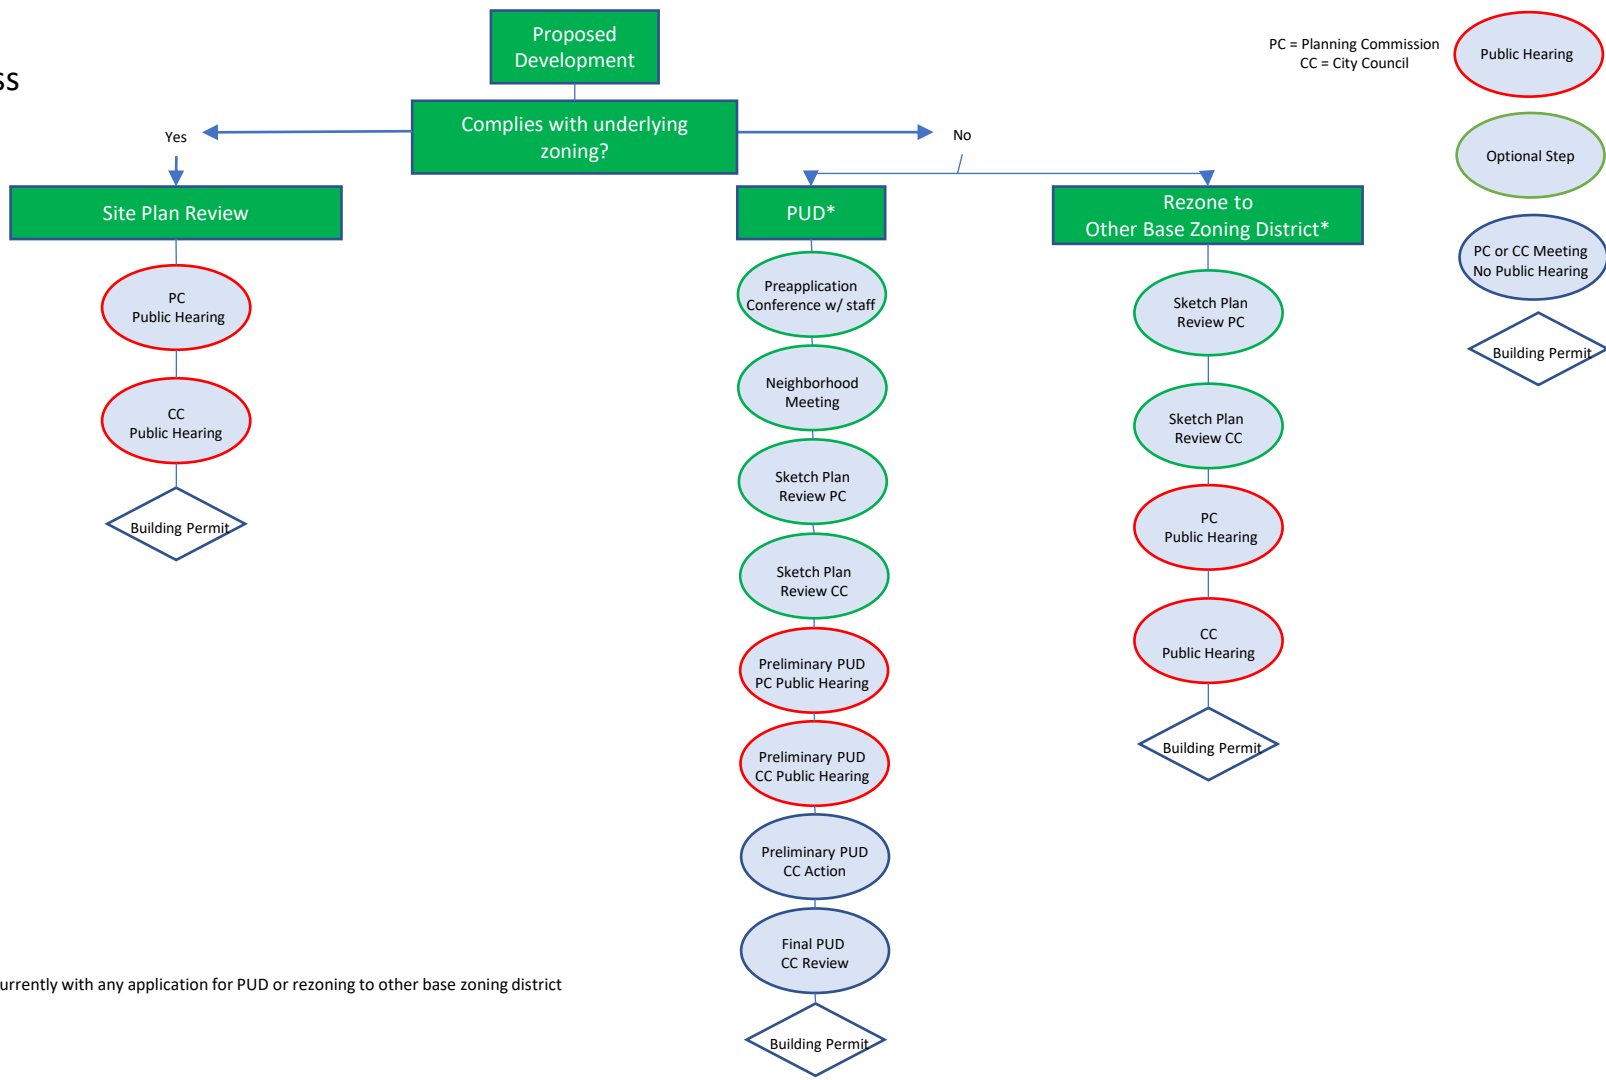 ss
Proposed
Development
PC = Planning Commission
CC = City Council
Public Hearing
Complies with underlying
zoning?
Yes
No
Optional Step
Site Plan Review
PUD*
Rezone to
Other Base Zoning District*
PC or CC Meeting
No Public Hearing
Building Permit
PC
Public Hearing
CC
Public Hearing
Building Permit
Preapplication
Conference w/ staff
Neighborhood
Meeting
Sketch Plan
Review PC
Sketch Plan
Review CC
Preliminary PUD
PC Public Hearing
Preliminary PUD
CC Public Hearing
Preliminary PUD
CC Action
Final PUD
CC Review
Building Permit
Sketch Plan
Review PC
Sketch Plan
Review CC
PC
Public Hearing
CC
Public Hearing
Building Permit
urrently with any application for PUD or rezoning to other base zoning district